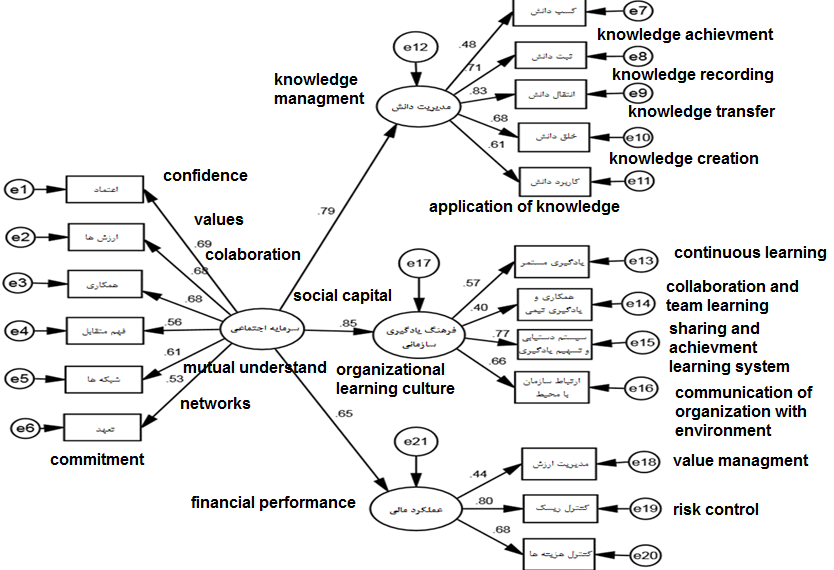 کسب دانش
e7
knowledge achievment
.48
e12
ثبت دانش
e8
.71
knowledge recording
knowledge
managment
مدیریت دانش
.83
انتقال دانش
e9
knowledge transfer
.68
خلق دانش
e10
knowledge creation
.61
کاربرد دانش
e11
application of knowledge
.79
confidence
e1
اعتماد
values
.69
e2
ارزش ها
colaboration
.68
e3
همکاری
.68
e4
فهم متقابل
.56
social capital
سرمایه اجتماعی
.85
.61
mutual understand
e5
شبکه ها
.53
networks
e6
تعهد
commitment
e17
.57
یادگیری مستمر
e13
continuous learning
فرهنگ یادگیری
سازمانی
organizational
learning culture
.40
همکاری و
یادگیری تیمی
e14
collaboration and
team learning
.77
سیستم دستیابی
و تسهیم یادگیری
e15
sharing and
achievment
learning system
.66
ارتباط سازمان
با محیط
e16
communication of
organization with
environment
.65
e21
financial performance
عملکرد مالی
.44
مدیریت ارزش
e18
value managment
.80
کنترل ریسک
e19
risk control
.68
کنترل هزینه ها
e20